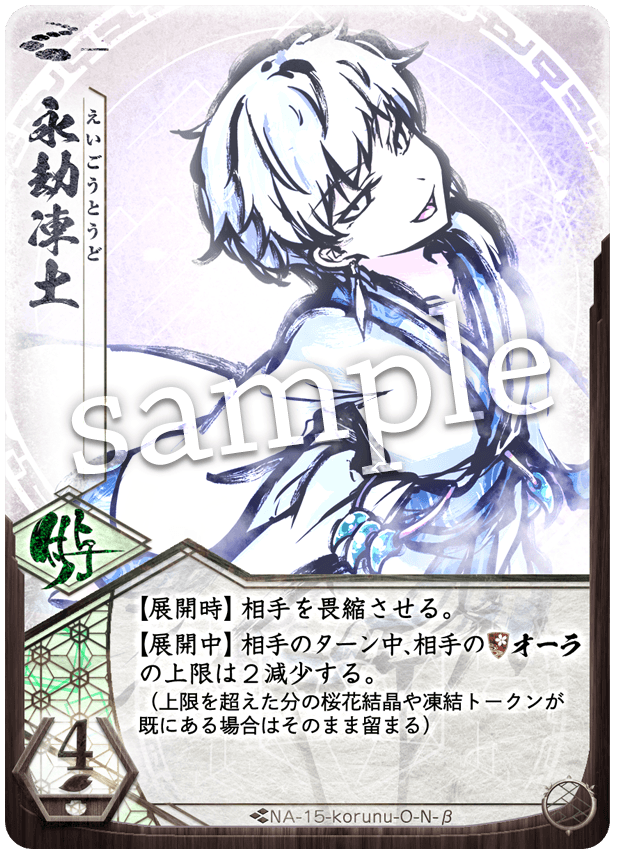 永劫凍土
えいごうとうど
sample
【展開時】相手を畏縮させる。
【展開中】相手のターン中、相手のオーラ
の上限は2減少する。
（上限を超えた分の桜花結晶や凍結トークンが
既にある場合はそのまま留まる）
4
NA-15-korunu-O-N-β